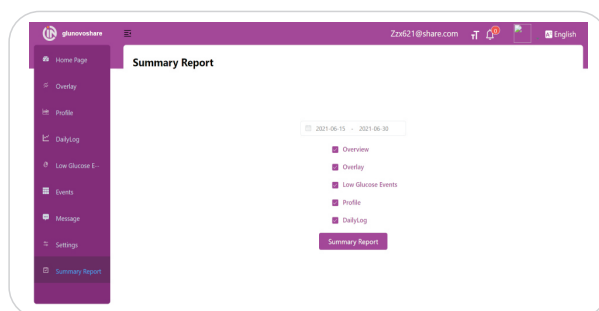 glunovoshare
Zzx621@share.com
0
English
Home Page
Summary Report
Overlay
Profile
DailyLog
Low Glucose E--
Events
Message
Settings
Summary Report
2021-06-15 - 2021-06-30
Overview
Overlay
Low Glucose Events
Profile
DailyLog
Summary Report